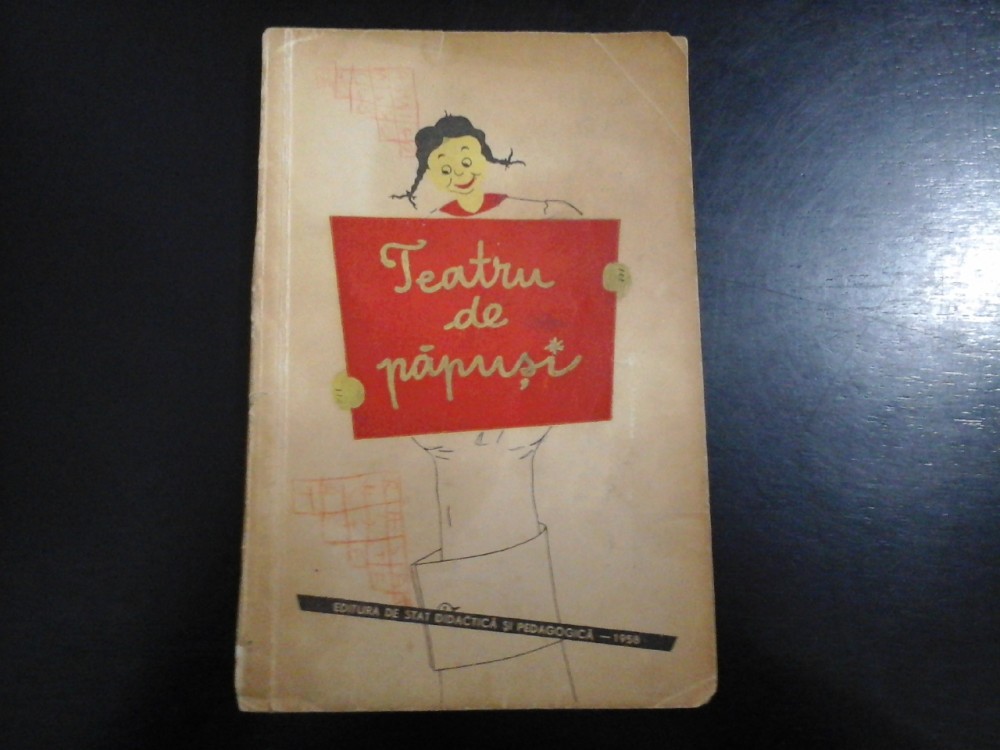 Teatru
de
păpuși
EDITURA DE STAT DIDACTICĂ ȘI PEDAGOGICĂ — 1958